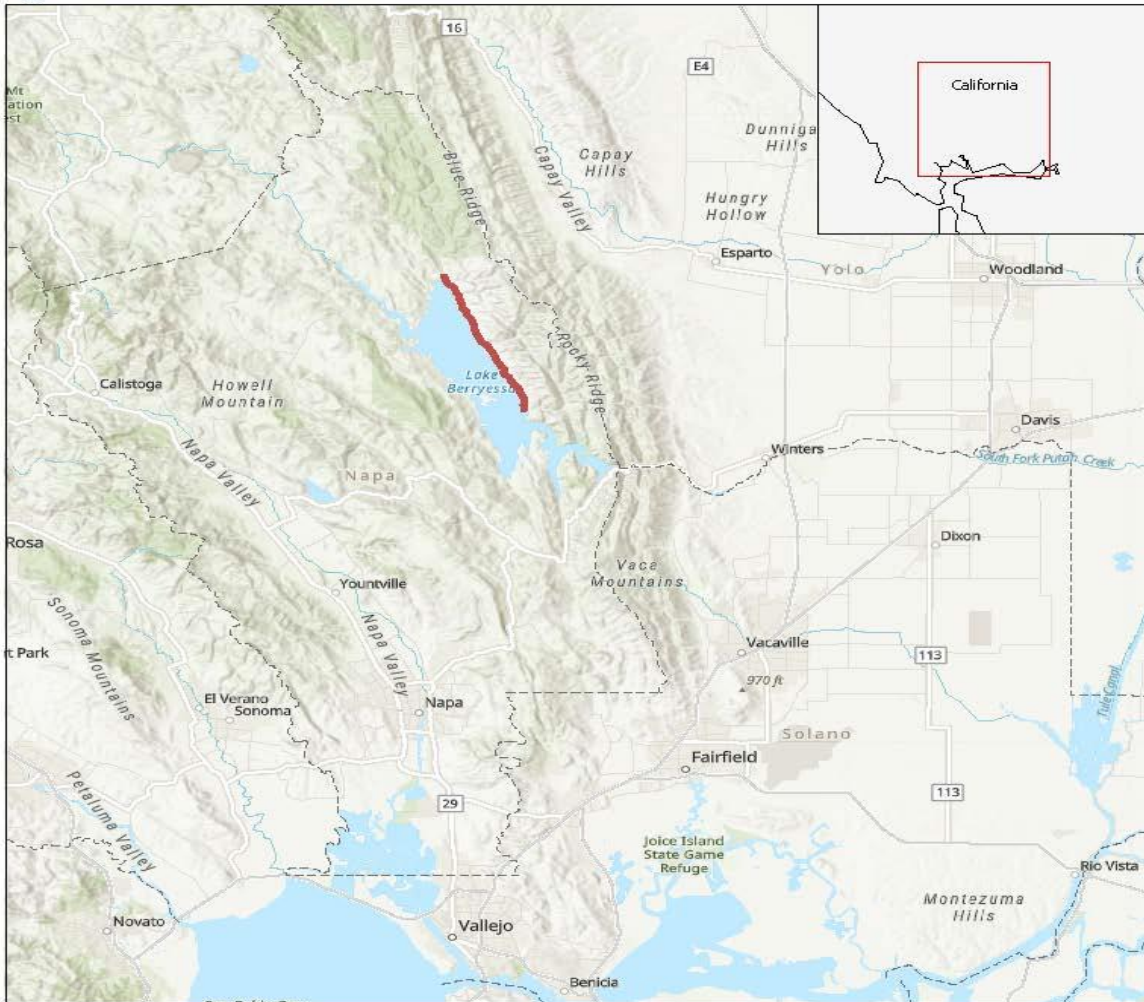 16
E4
California
Mt
Dunniga
Hills
Capay
Hills
Blue Ridge
Capay Valley
Hungry
Hollow
Esparto
Yolo
Woodland
Rocky Ridge
Lake
Berryessa
Calistoga
Howell
Mountain
Davis
Winters
South Fork Putah Creek
Napa Valley
Napa
Rosa
Dixon
Vaca
Mountains
Yountville
Sonoma Mountains
Napa Valley
rt Park
Vacaville
113
970 ft
El Verano
Sonoma
Napa
Tule Canal
Solano
Fairfield
Petaluma Valley
29
113
Joice Island
State Game
Refuge
Rio Vista
Montezuma
Hills
Novato
Vallejo
Benicia